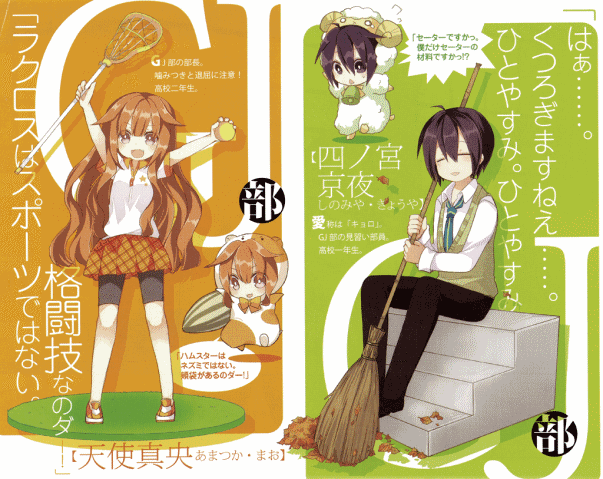 GJ部
「ラクロスはスポーツではない。
格闘技なのダー!」
【天使真央 あまつか・まお】
GJ部の部長。
噛みつきと退屈に注意!
高校二年生。
「ハムスターは
ネズミではない。
頬袋があるのダー!」
GJ部
「はぁ……。
くつろぎますねえ……。
ひとやすみ。ひとやすみ
【四ノ宮
京夜
しのみや・きょうや】
愛称は「キョロ」
GJ部の見習い部員。
高校一年生。
「セーターですかっ。
僕だけセーターの
材料ですかっ!?